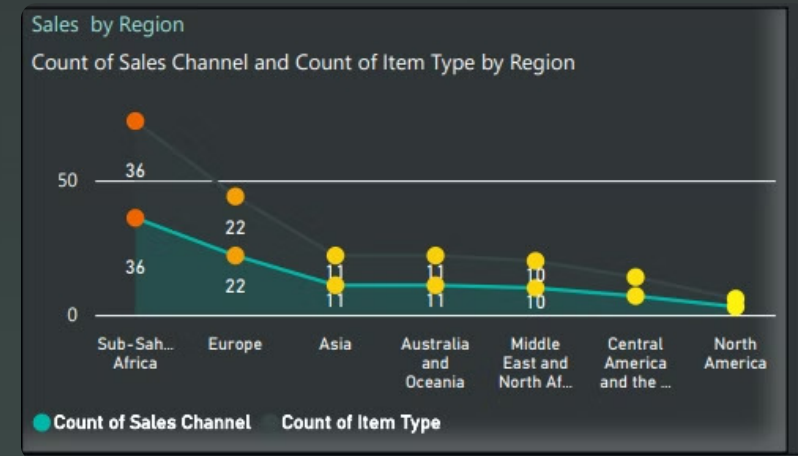 Sales by Region
Count of Sales Channel and Count of Item Type by Region
50
0
36
36
22
22
11
11
11
11
10
10
Sub-Sah...
Africa
Europe
Asia
Australia
and
Oceania
Middle
East and
North Af...
Central
America
and the ...
North
America
Count of Sales Channel
Count of Item Type